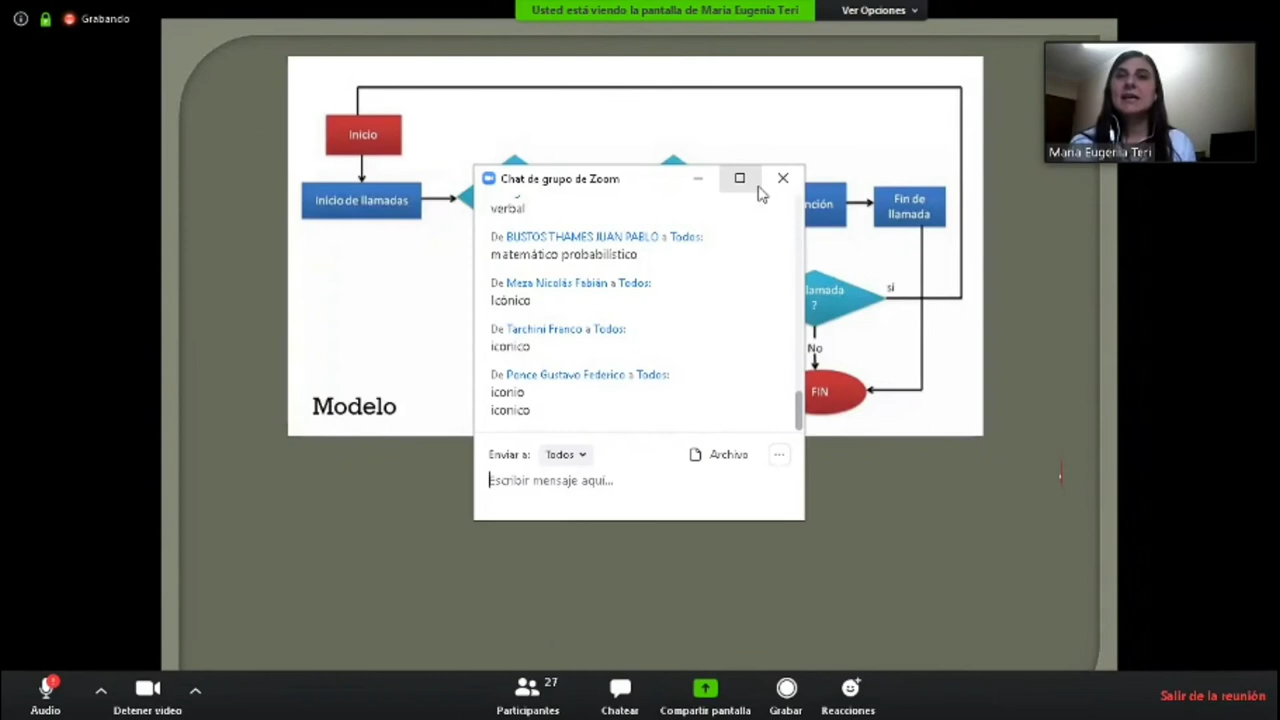 Grabando
Usted está viendo la pantalla de Maria Eugenía Teri
Ver Opciones
Inicio
Inicio de llamadas
Fin de
llamada
si
No
FIN
Modelo
Maria Eugenia Teri
Chat de grupo de Zoom
verbal
De BUSTOS THAMES JUAN PABLO a Todos:
matemático probabilístico
De Meza Nicolás Fabián a Todos:
Icónico
De Tarchini Franco a Todos:
iconico
De Ponce Gustavo Federico a Todos:
iconio
iconico
Enviar a: Todos
Archivo
Escribir mensaje aquí...
Audio
Detener video
27
Participantes
Chatear
Compartir pantalla
Grabar
Reacciones
Salir de la reunión